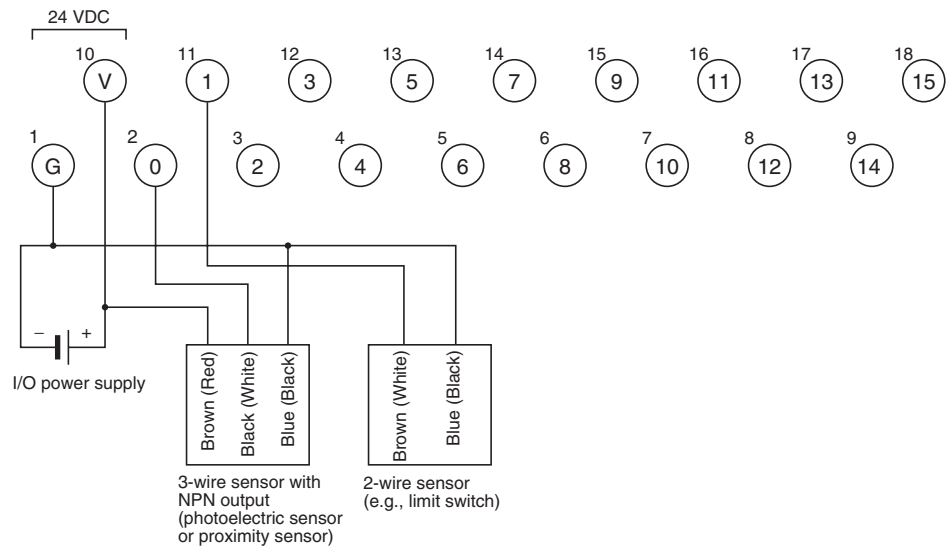 24 VDC
10 11 12 13 14 15 16 17 18
V 1 3 5 7 9 11 13 15
1 2 3 4 5 6 7 8 9
G 0 2 4 6 8 10 12 14
− +
I/O power supply
Brown (Red)
Black (White)
Blue (Black)
Brown (White)
Blue (Black)
3-wire sensor with
NPN output
(photoelectric sensor
or proximity sensor)
2-wire sensor
(e.g., limit switch)